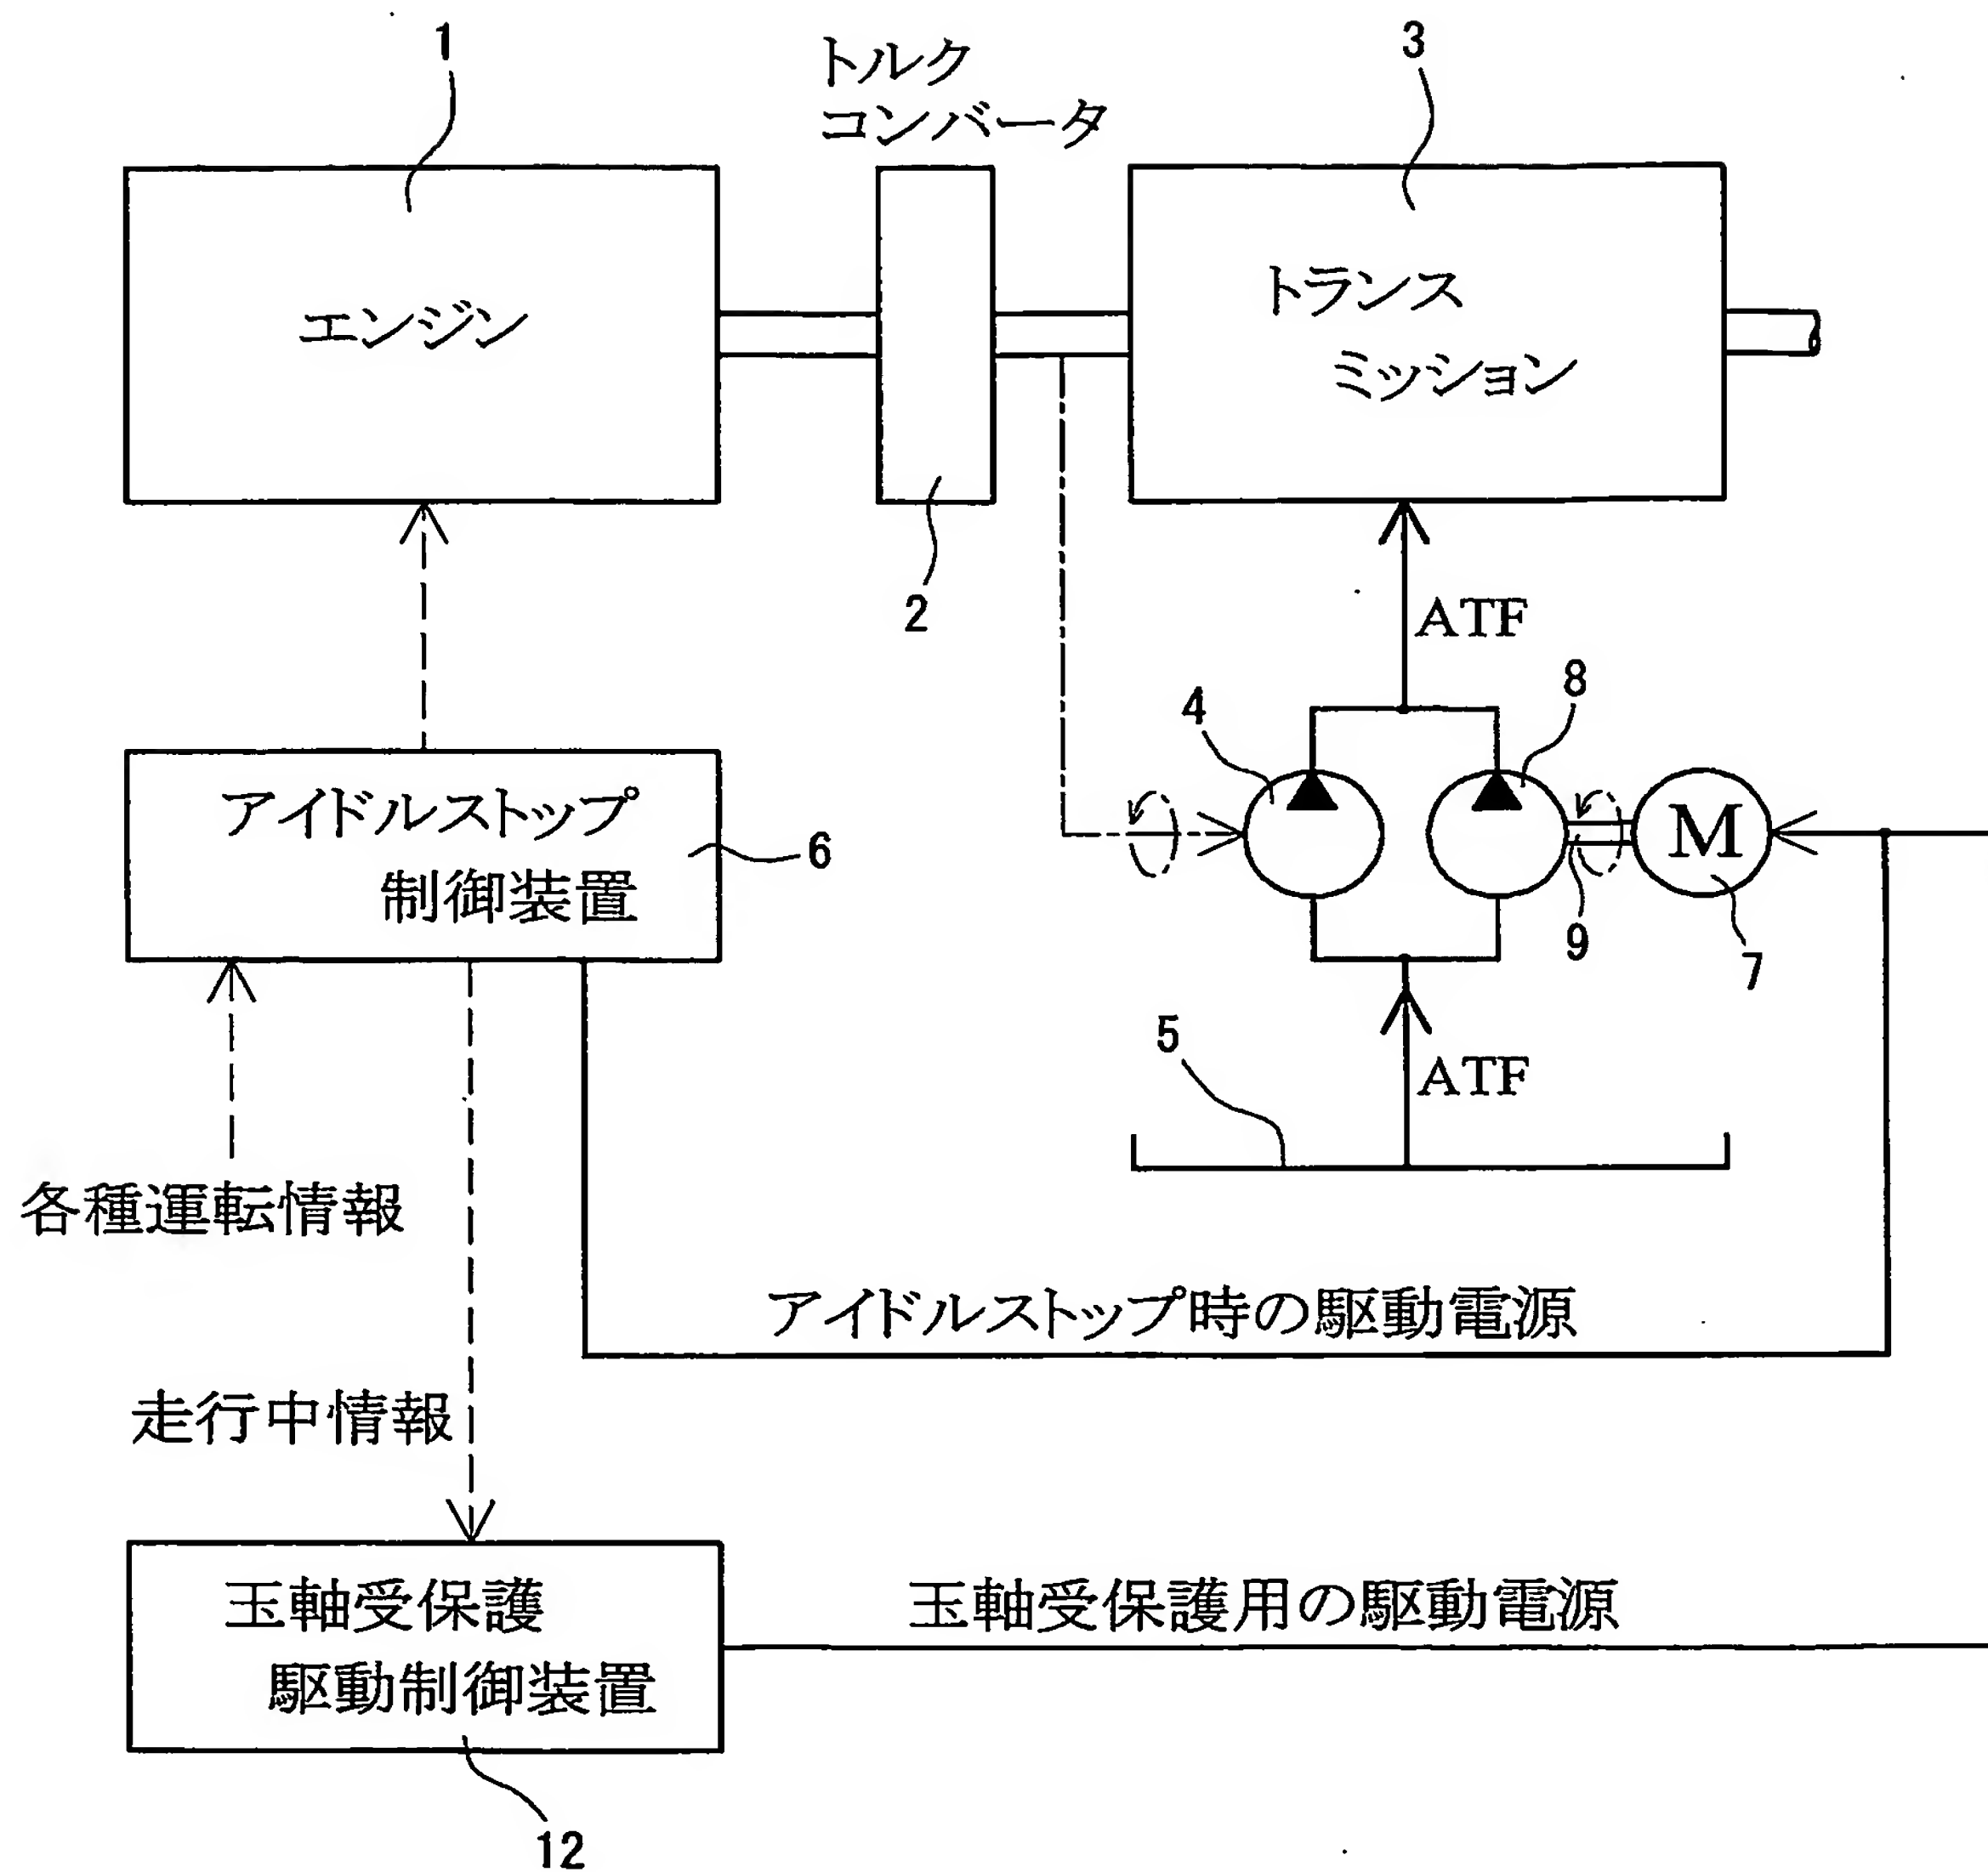 1
トルク
コンバータ
3
エンジン
トランス
ミッション
2
ATF
4
8
アイドルストップ
制御装置
6
M
9
7
5
ATF
各種運転情報
アイドルストップ時の駆動電源
走行中情報
玉軸受保護
駆動制御装置
玉軸受保護用の駆動電源
12